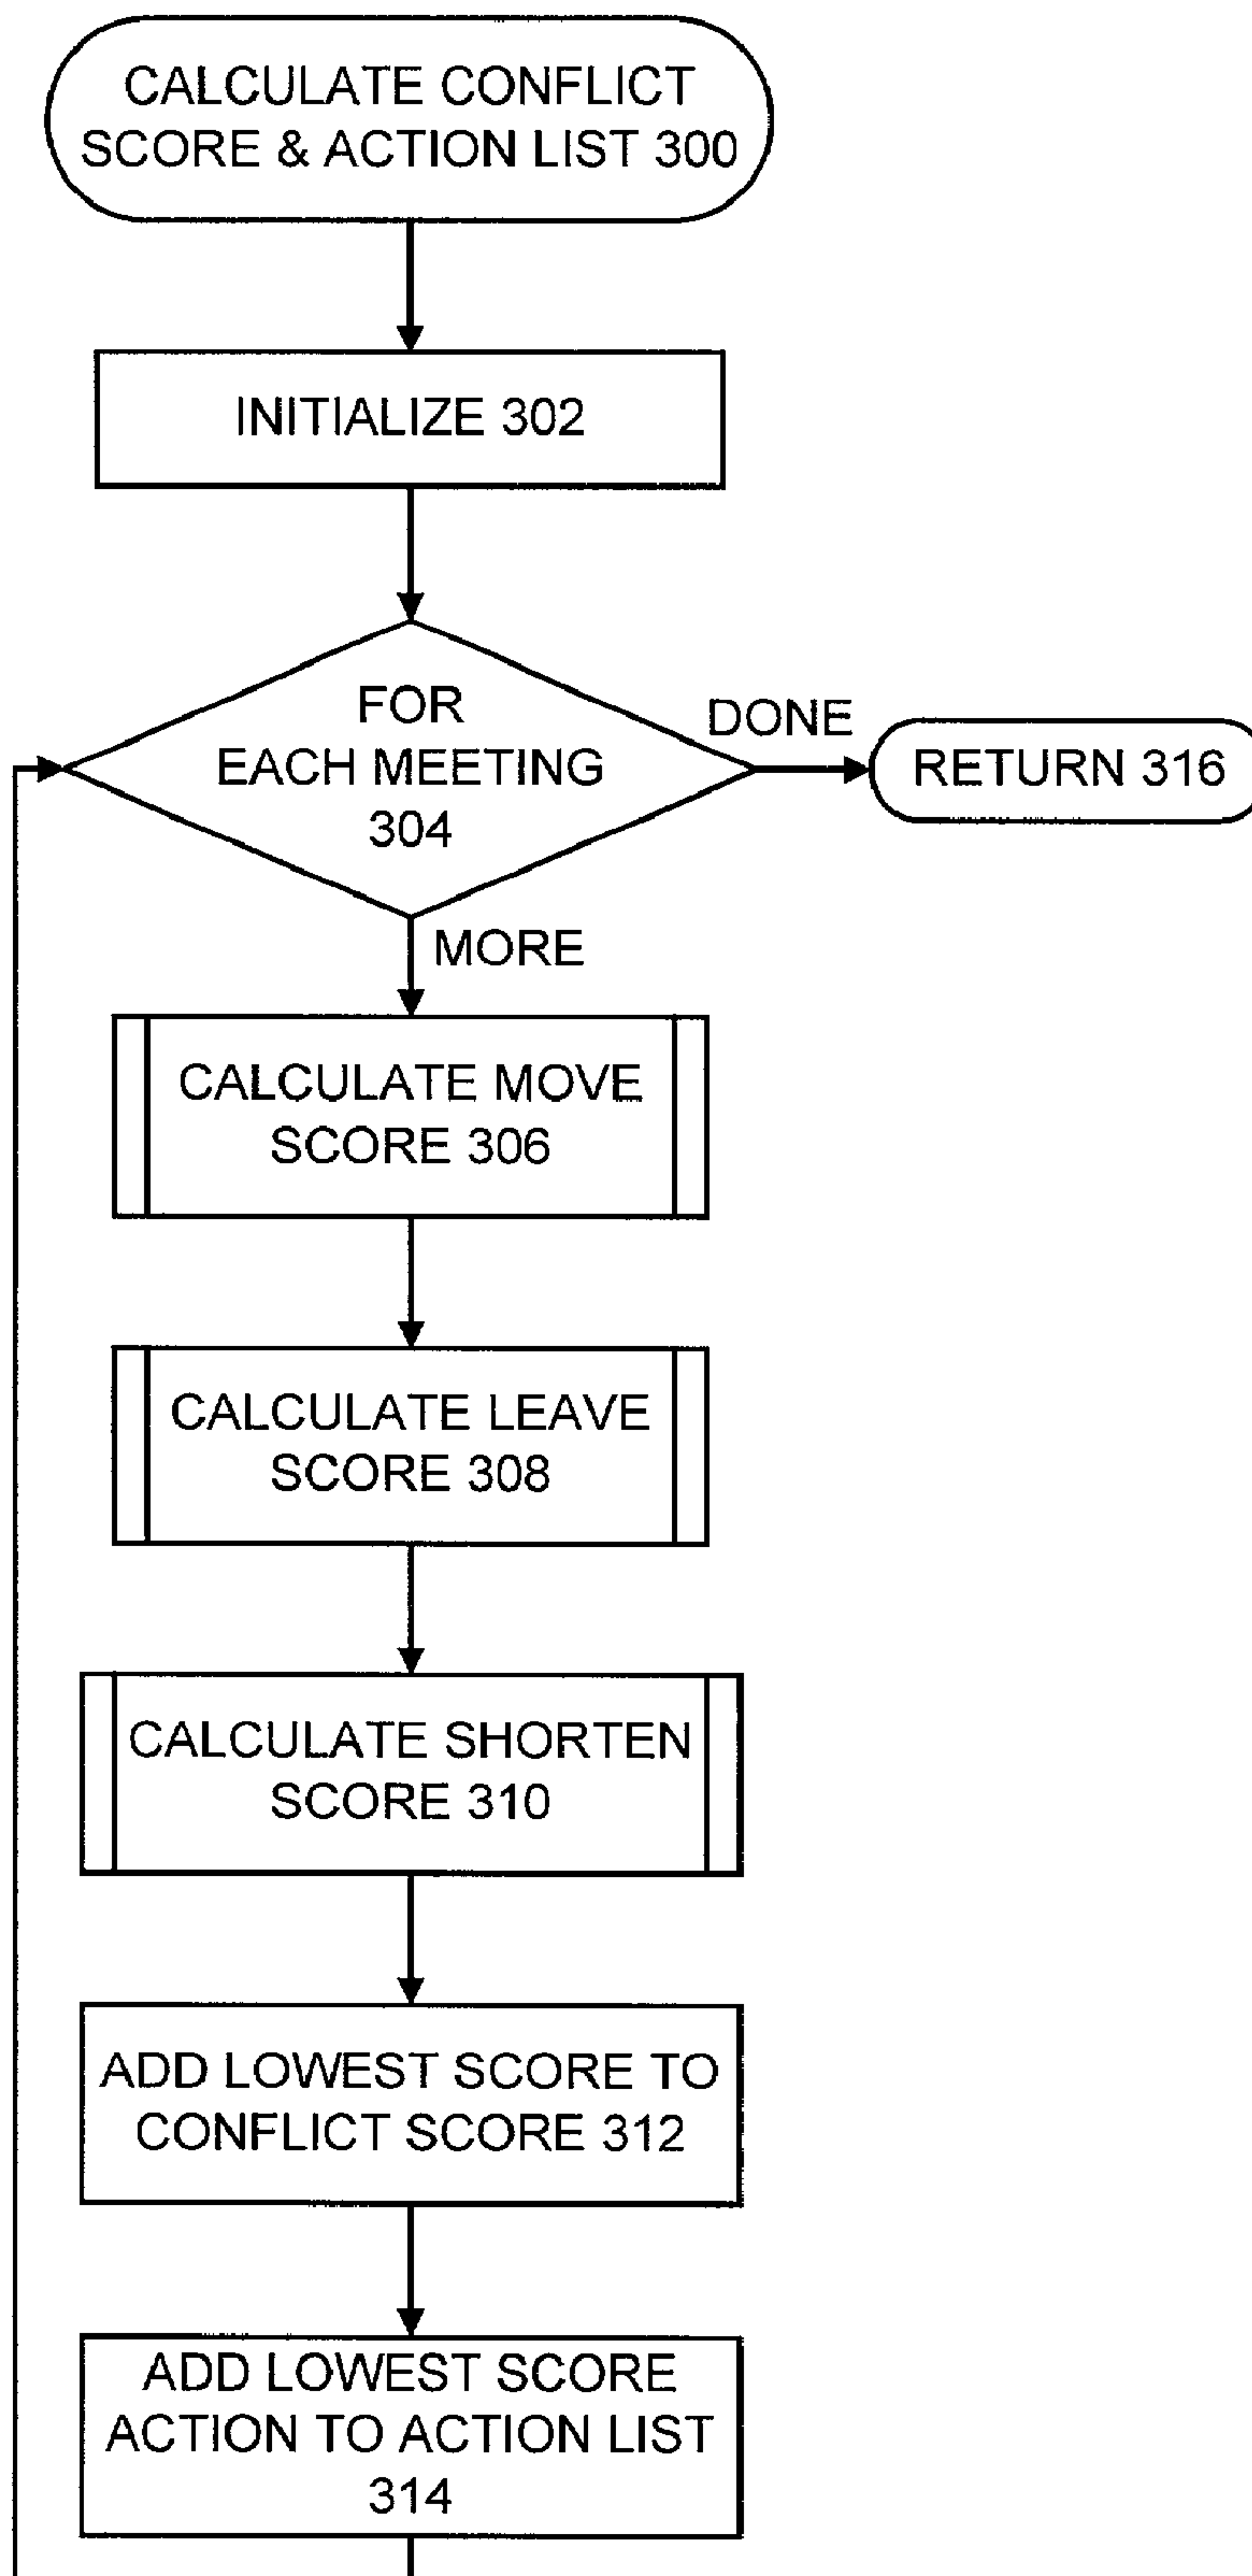 CALCULATE CONFLICT
SCORE & ACTION LIST 300
INITIALIZE 302
FOR
EACH MEETING
304
DONE
RETURN 316
MORE
CALCULATE MOVE
SCORE 306
CALCULATE LEAVE
SCORE 308
CALCULATE SHORTEN
SCORE 310
ADD LOWEST SCORE TO
CONFLICT SCORE 312
ADD LOWEST SCORE
ACTION TO ACTION LIST
314